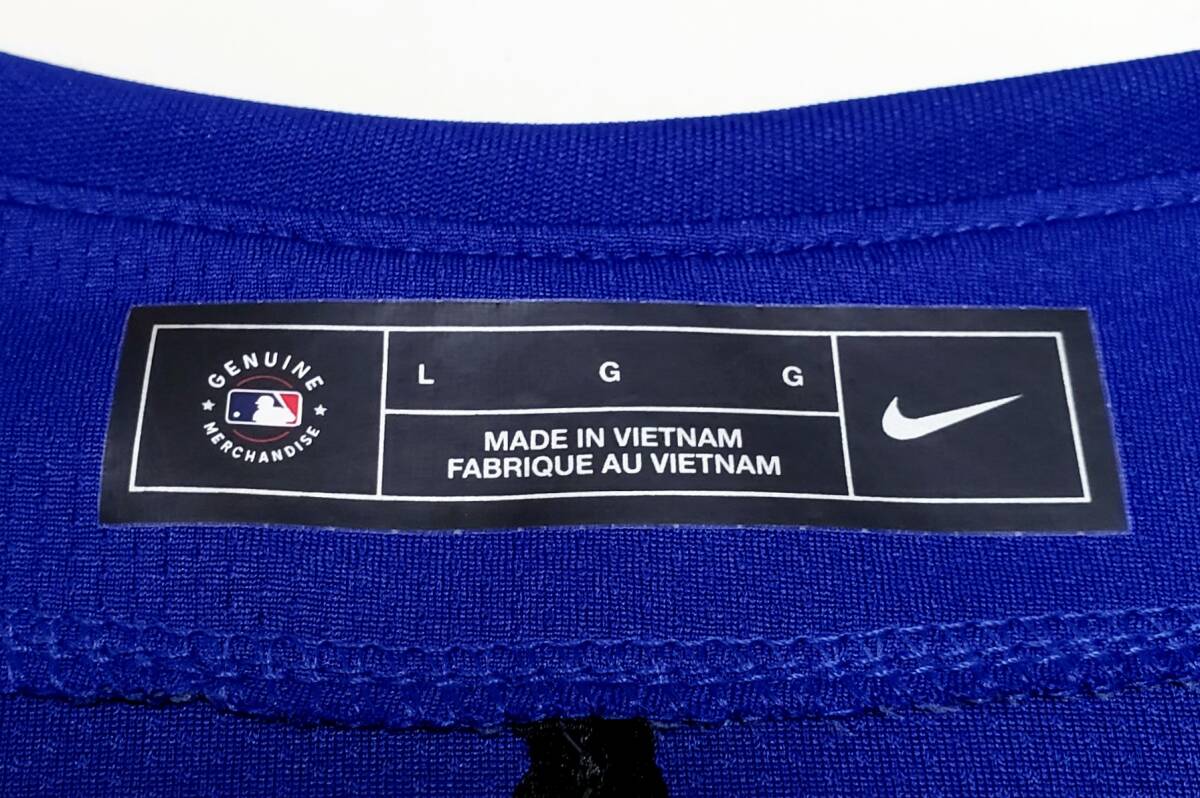 GENUINE
MERCHANDISE
L G G
MADE IN VIETNAM
FABRIQUE AU VIETNAM